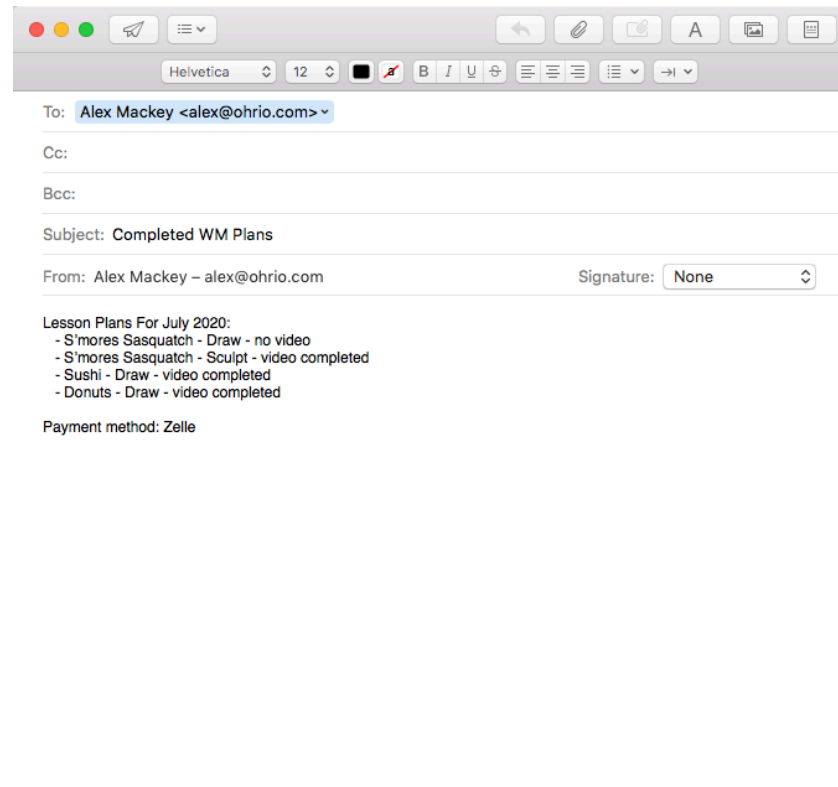 Helvetica 12 a B I U S
To: Alex Mackey <alex@ohrio.com>
Cc:
Bcc:
Subject: Completed WM Plans
From: Alex Mackey – alex@ohrio.com Signature: None
Lesson Plans For July 2020:
- S'mores Sasquatch - Draw - no video
- S'mores Sasquatch - Sculpt - video completed
- Sushi - Draw - video completed
- Donuts - Draw - video completed
Payment method: Zelle